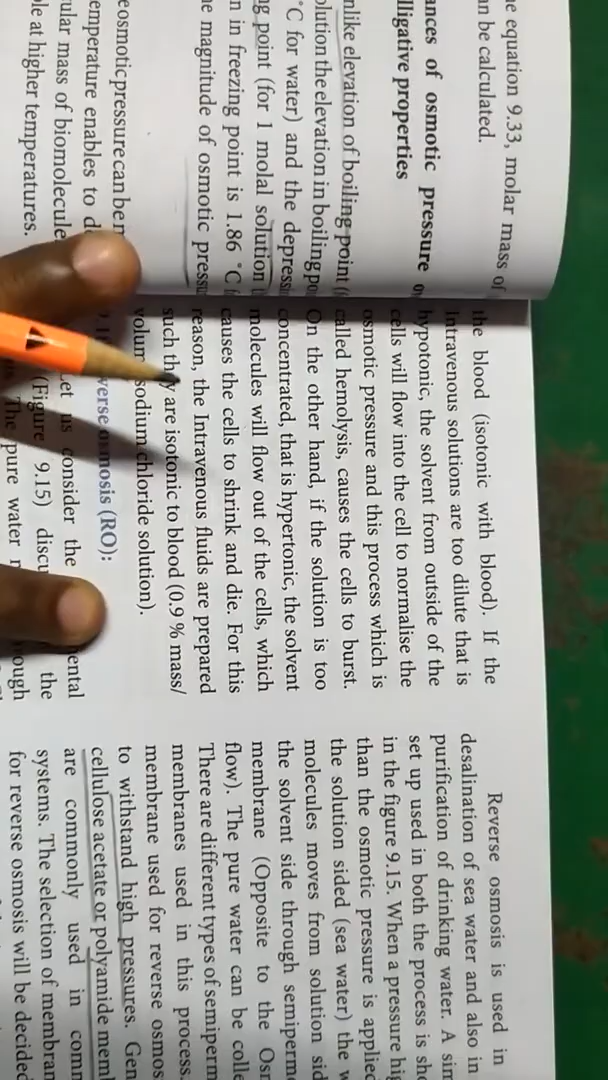 he equation 9.33, molar mass of
n be calculated.
ances of osmotic pressure
lligative properties
nlike elevation of boiling point
olution the elevation in boiling po
°C for water) and the depress
ng point (for 1 molal solution
n in freezing point is 1.86 °C
he magnitude of osmotic pressu
osmotic pressure can be
emperature enables to
ular mass of biomolecule
le at higher temperatures.
the blood (isotonic with blood). If the
Intravenous solutions are too dilute that is
hypotonic, the solvent from outside of the
cells will flow into the cell to normalise the
osmotic pressure and this process which is
called hemolysis, causes the cells to burst.
On the other hand, if the solution is too
concentrated, that is hypertonic, the solvent
molecules will flow out of the cells, which
causes the cells to shrink and die. For this
reason, the Intravenous fluids are prepared
such they are isotonic to blood (0.9 % mass/
volum sodium chloride solution).
verse osmosis (RO):
Let us consider the mental
(Figure 9.15) discu the
The pure water rough
Reverse osmosis is used in
desalination of sea water and also in
purification of drinking water. A sim
set up used in both the process is sho
in the figure 9.15. When a pressure hig
than the osmotic pressure is applied
the solution sided (sea water) the w
molecules moves from solution sid
the solvent side through semiperme
membrane (Opposite to the Osm
flow). The pure water can be colle
There are different types of semiperm
membranes used in this process.
membrane used for reverse osmos
to withstand high pressures. Gen
cellulose acetate or polyamide mem
are commonly used in comm
systems. The selection of membran
for reverse osmosis will be decided